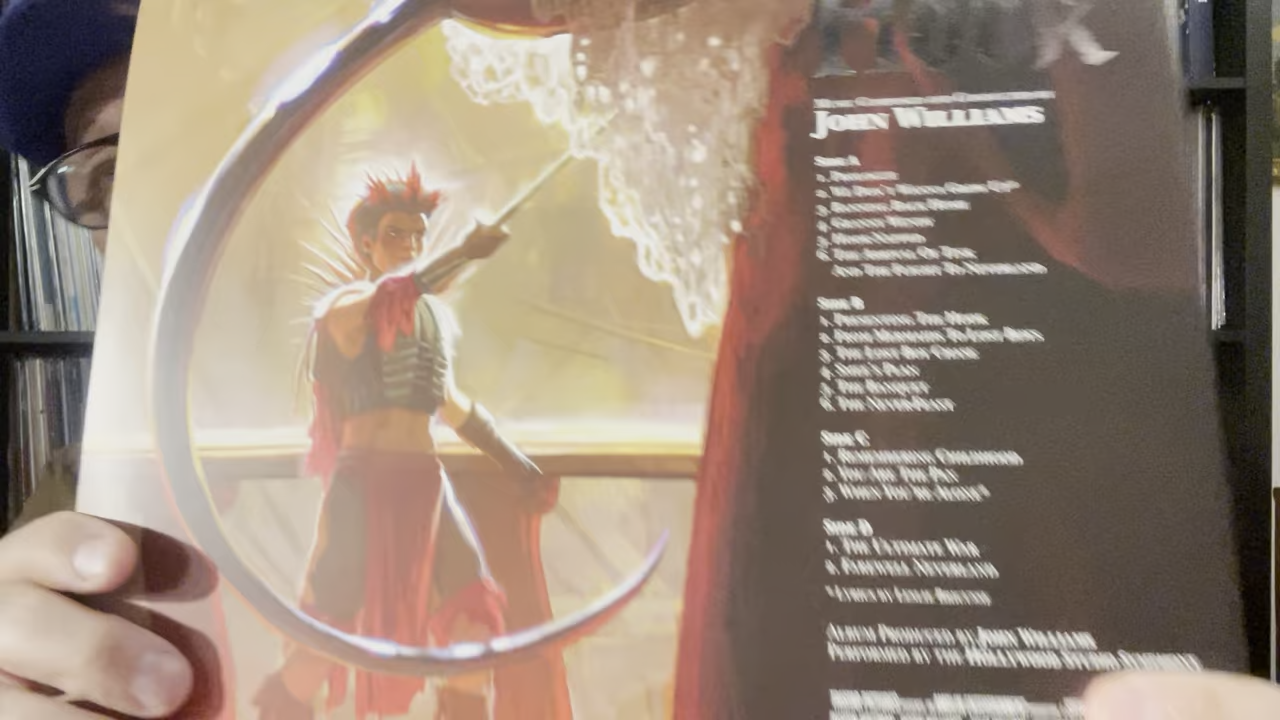 JOHN WILLIAMS
SIDE A
1. PROLOGUE
2. WE DON'T WANNA GROW UP*
3. BANNING BACK HOME
4. GRANNY WENDY
5. HOOK-NAPPED
6. THE ARRIVAL OF TINK
AND THE FLIGHT TO NEVERLAND
SIDE B
1. PRESENTING THE HOOK
2. FROM MERMAIDS TO LOST BOYS
3. THE LOST BOY CHASE
4. SMEE'S PLAN
5. THE BANQUET
6. THE NEVER-FEAST
SIDE C
1. REMEMBERING CHILDHOOD
2. YOU ARE THE PAN
3. WHEN YOU'RE ALONE*
SIDE D
1. THE ULTIMATE WAR
2. FAREWELL NEVERLAND
*LYRICS BY LESLIE BRICUSSE
ALBUM PRODUCED BY JOHN WILLIAMS
PERFORMED BY THE HOLLYWOOD STUDIO SYMPHONY